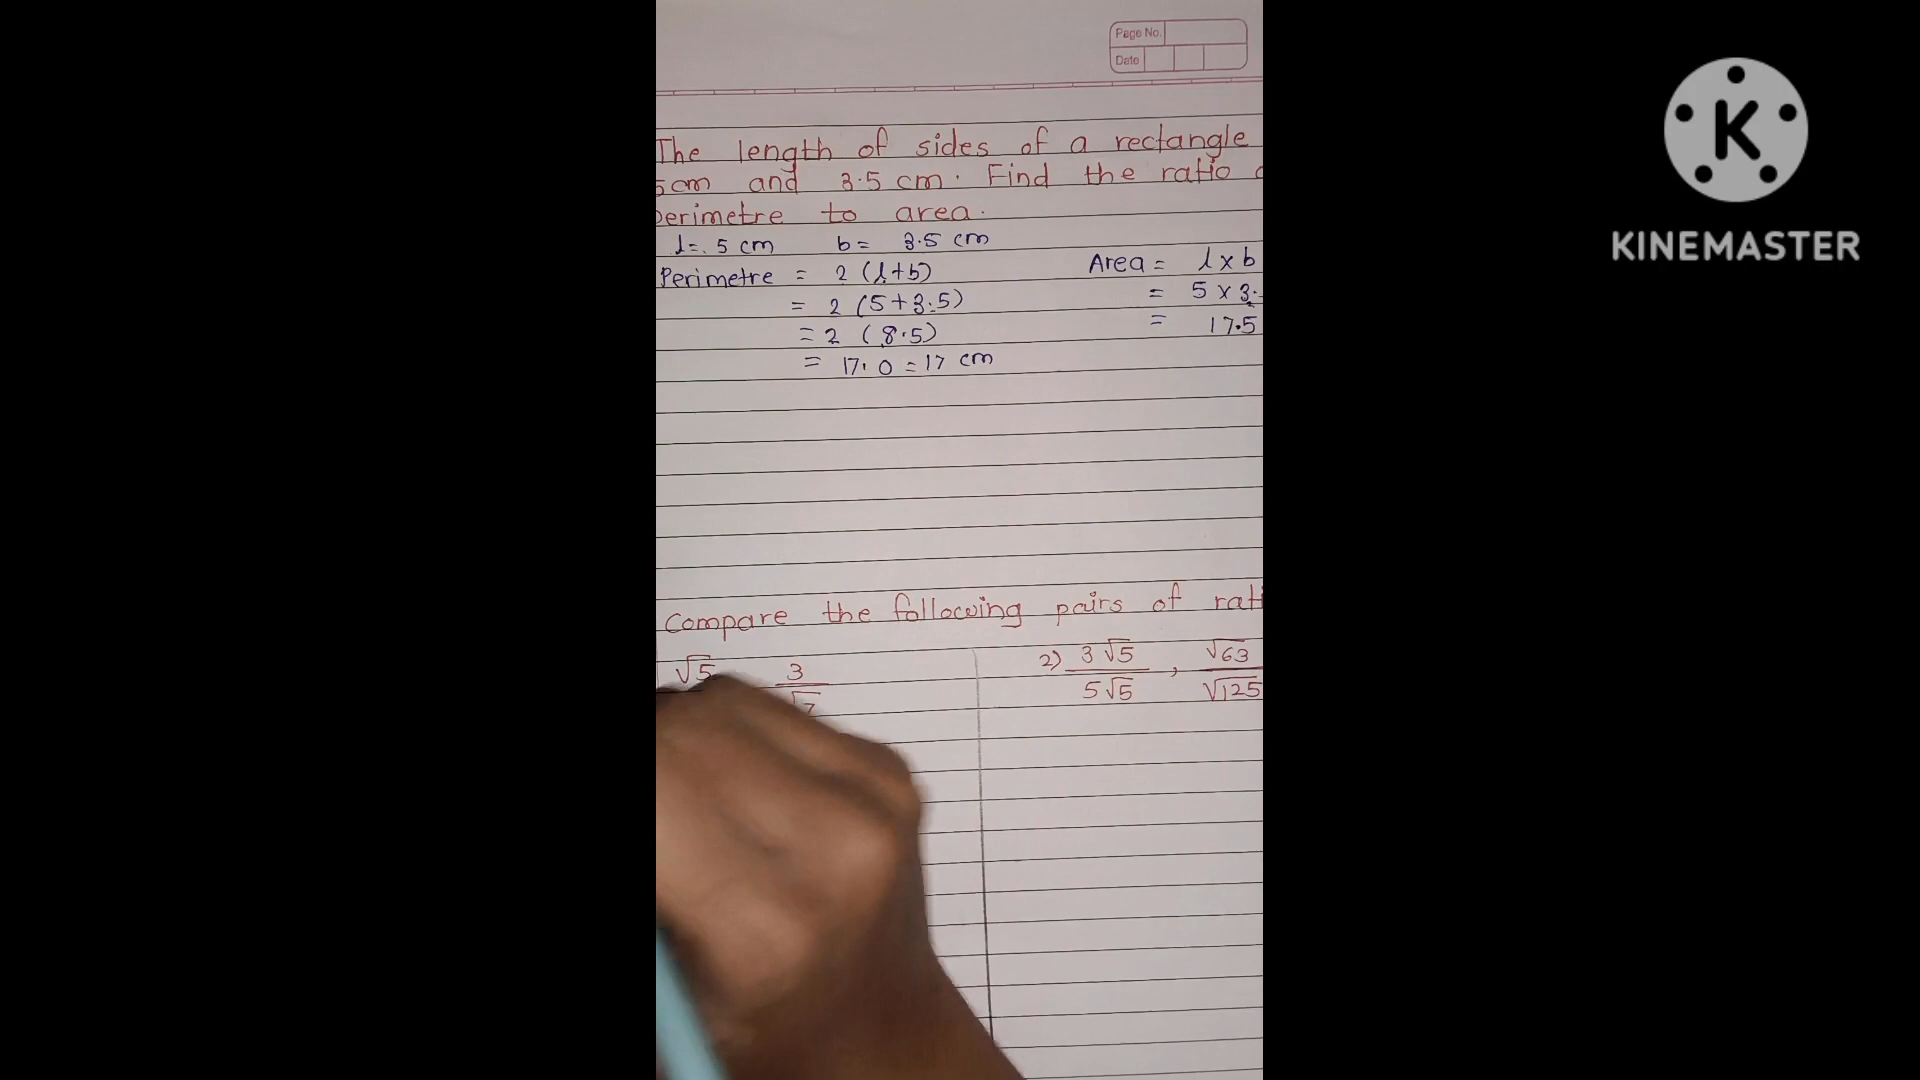 Page No.
Date
The length of sides of a rectangle
5cm and 3.5 cm. Find the ratio
perimetre to area.
l = 5 cm b = 3.5 cm
Perimetre = 2 (l+b)
= 2 (5+3.5)
= 2 (8.5)
= 17.0 = 17 cm
Area = l × b
= 5 × 3.
= 17.5
Compare the following pairs of rati
√5 3/√7
2) 3√5/5√5 , √63/√125
K
KINEMASTER